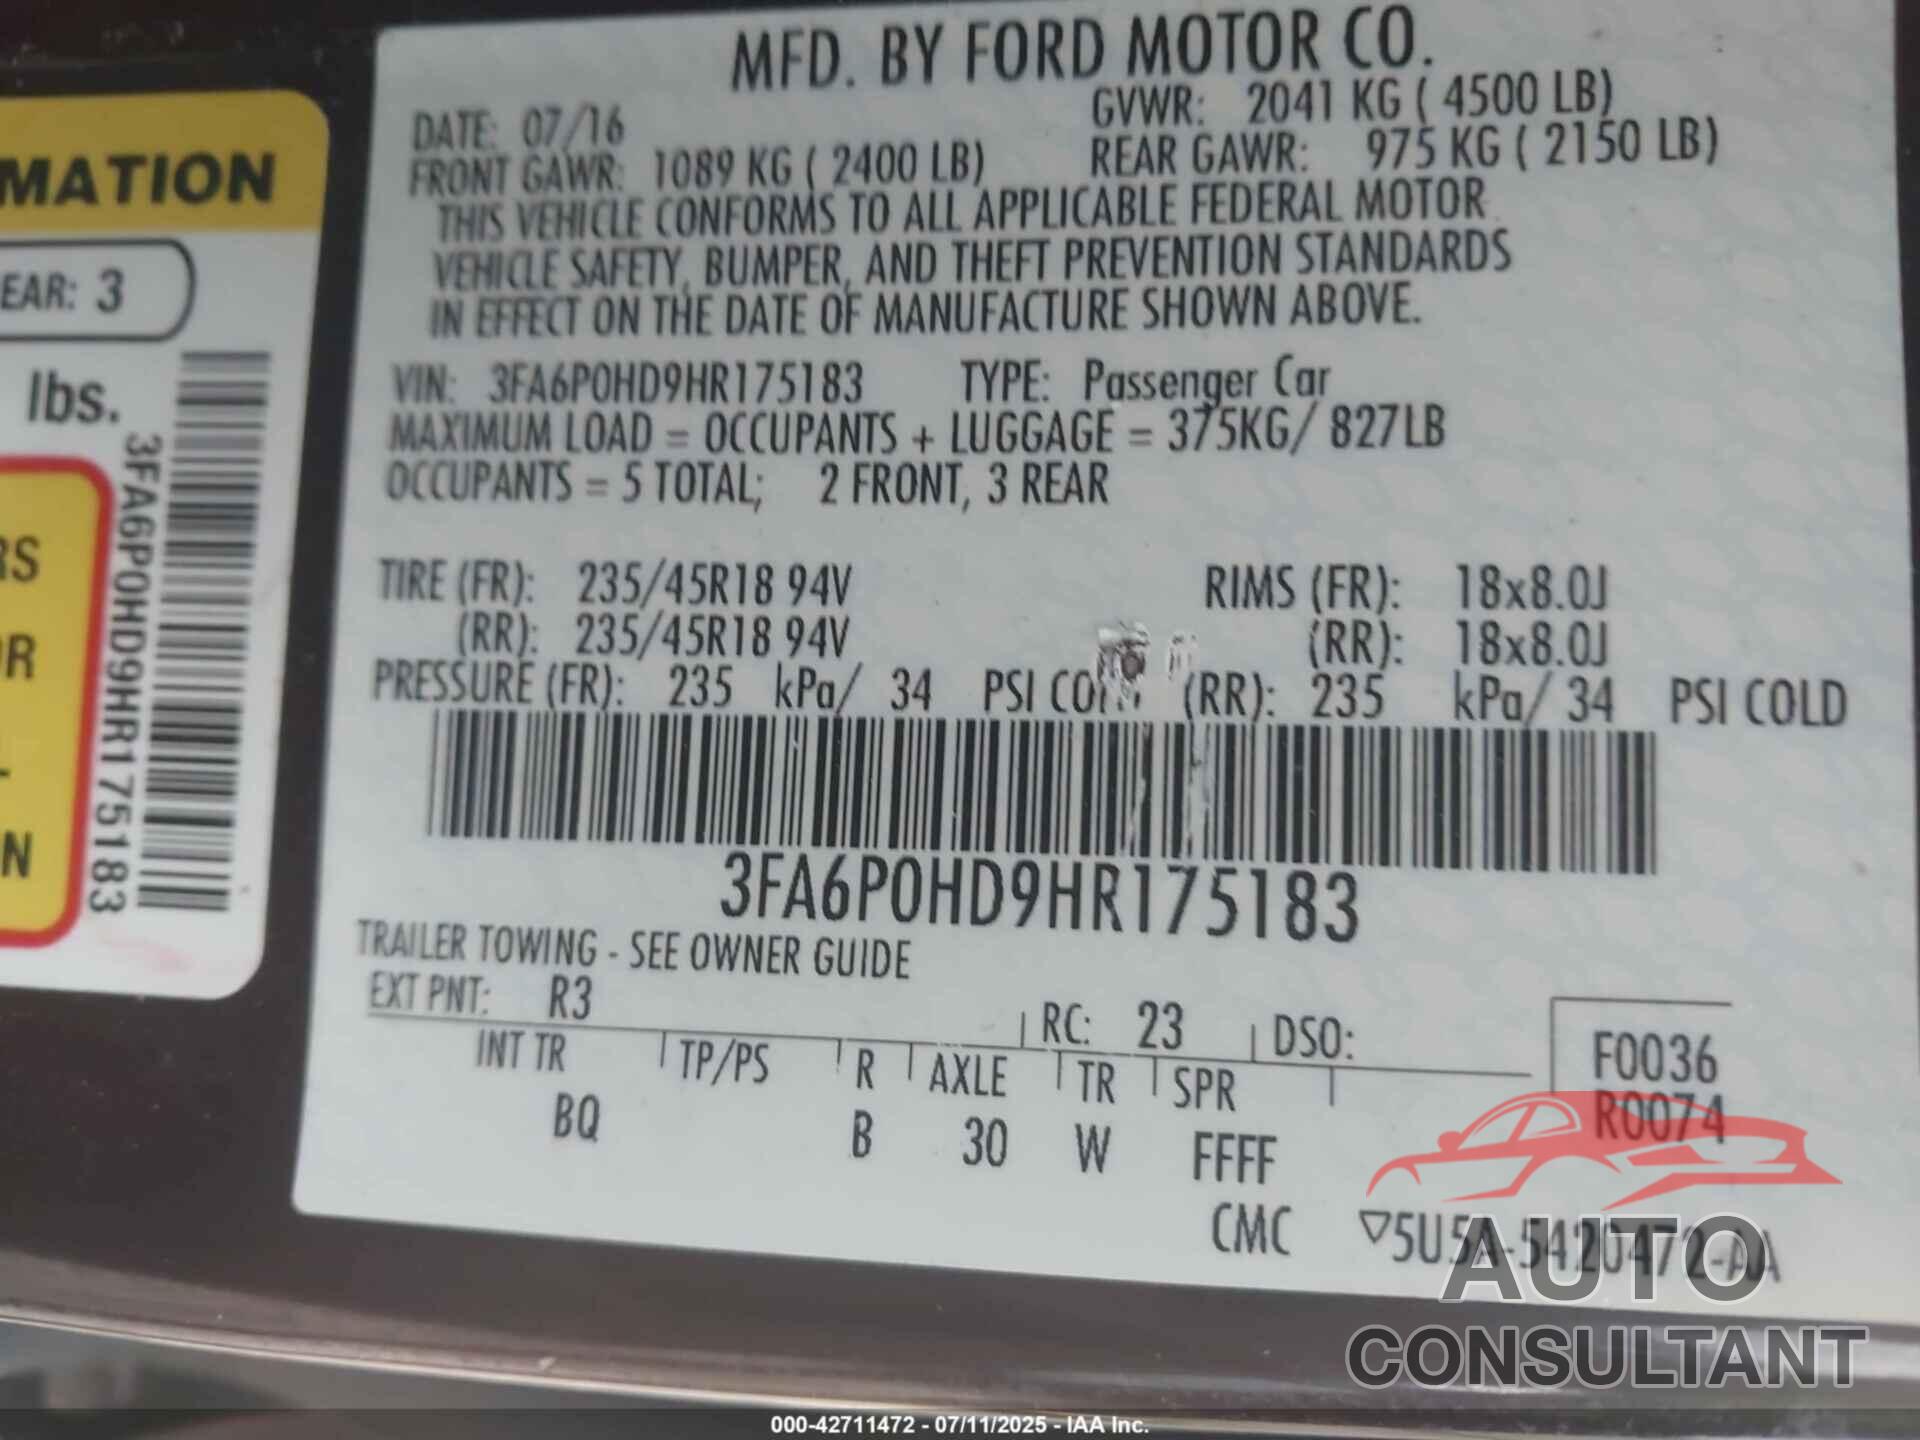 MATION
EAR: 3
lbs.
3FA6P0HD9HR175183
RS
OR
N
MFD. BY FORD MOTOR CO.
DATE: 07/16 GVWR: 2041 KG ( 4500 LB)
FRONT GAWR: 1089 KG ( 2400 LB) REAR GAWR: 975 KG ( 2150 LB)
THIS VEHICLE CONFORMS TO ALL APPLICABLE FEDERAL MOTOR
VEHICLE SAFETY, BUMPER, AND THEFT PREVENTION STANDARDS
IN EFFECT ON THE DATE OF MANUFACTURE SHOWN ABOVE.
VIN: 3FA6P0HD9HR175183 TYPE: Passenger Car
MAXIMUM LOAD = OCCUPANTS + LUGGAGE = 375KG/ 827LB
OCCUPANTS = 5 TOTAL; 2 FRONT, 3 REAR
TIRE (FR): 235/45R18 94V RIMS (FR): 18x8.0J
(RR): 235/45R18 94V (RR): 18x8.0J
PRESSURE (FR): 235 kPa/ 34 PSI COLD (RR): 235 kPa/ 34 PSI COLD
3FA6P0HD9HR175183
TRAILER TOWING - SEE OWNER GUIDE
EXT PNT: R3 RC: 23 DSO: F0036
INT TR TP/PS R AXLE TR SPR R0074
BQ B 30 W FFFF
CMC ▽5U5A-5420472-AA
AUTO
CONSULTANT
000-42711472 - 07/11/2025 - IAA Inc.